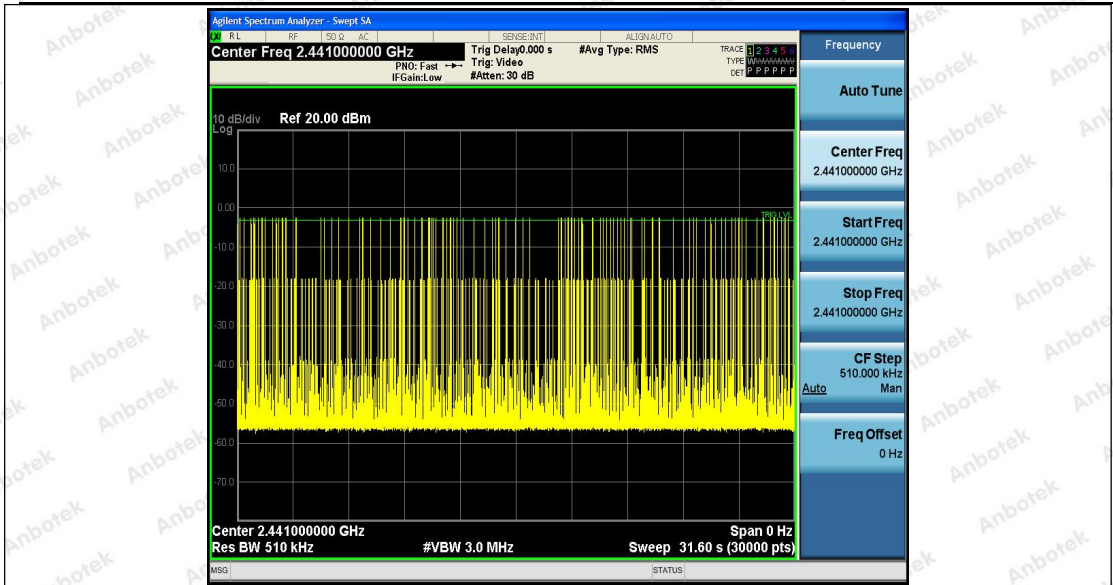 Agilent Spectrum Analyzer - Swept SA
LXI RL RF 50 Ω AC SENSE:INT ALIGNAUTO
Center Freq 2.441000000 GHz
PNO: Fast
IFGain:Low
Trig Delay0.000 s
Trig: Video
#Atten: 30 dB
#Avg Type: RMS
TRACE 1 2 3 4 5 6
TYPE W
DET P P P P P P
10 dB/div Ref 20.00 dBm
Log
10.0
0.00
TRIG LVL
-10.0
-20.0
-30.0
-40.0
-50.0
-60.0
-70.0
Center 2.441000000 GHz Span 0 Hz
Res BW 510 kHz #VBW 3.0 MHz Sweep 31.60 s (30000 pts)
MSG STATUS
Frequency
Auto Tune
Center Freq
2.441000000 GHz
Start Freq
2.441000000 GHz
Stop Freq
2.441000000 GHz
CF Step
510.000 kHz
Auto Man
Freq Offset
0 Hz
Anbotek